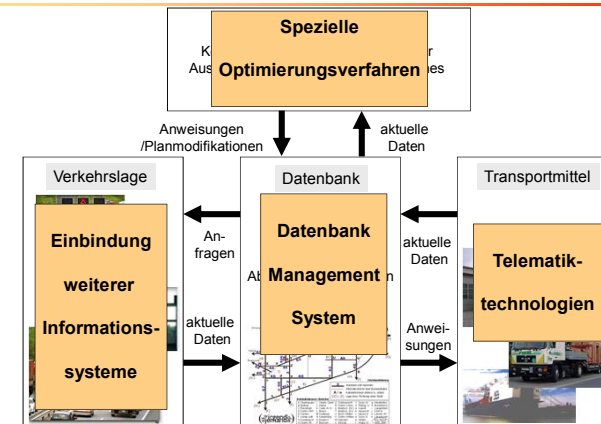 Spezielle
Optimierungsverfahren
Anweisungen
/Planmodifikationen
aktuelle
Daten
Verkehrslage
Datenbank
Transportmittel
Einbindung
weiterer
Informations-
systeme
An-
fragen
aktuelle
Daten
Datenbank
Management
System
aktuelle
Daten
Anwei-
sungen
Telematik-
technologien